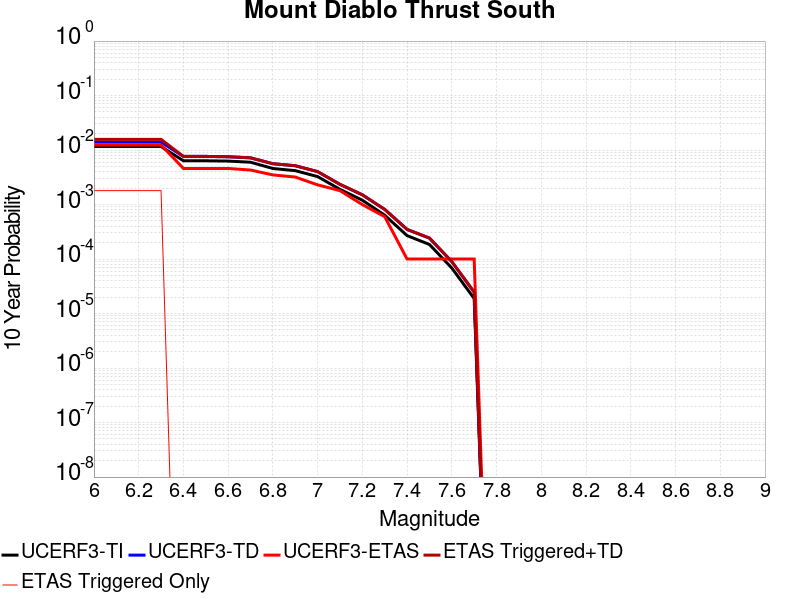 Mount Diablo Thrust South
10^0
10^-1
10^-2
10^-3
10^-4
10^-5
10^-6
10^-7
10^-8
10 Year Probability
6 6.2 6.4 6.6 6.8 7 7.2 7.4 7.6 7.8 8 8.2 8.4 8.6 8.8 9
Magnitude
UCERF3-TI UCERF3-TD UCERF3-ETAS ETAS Triggered+TD
ETAS Triggered Only